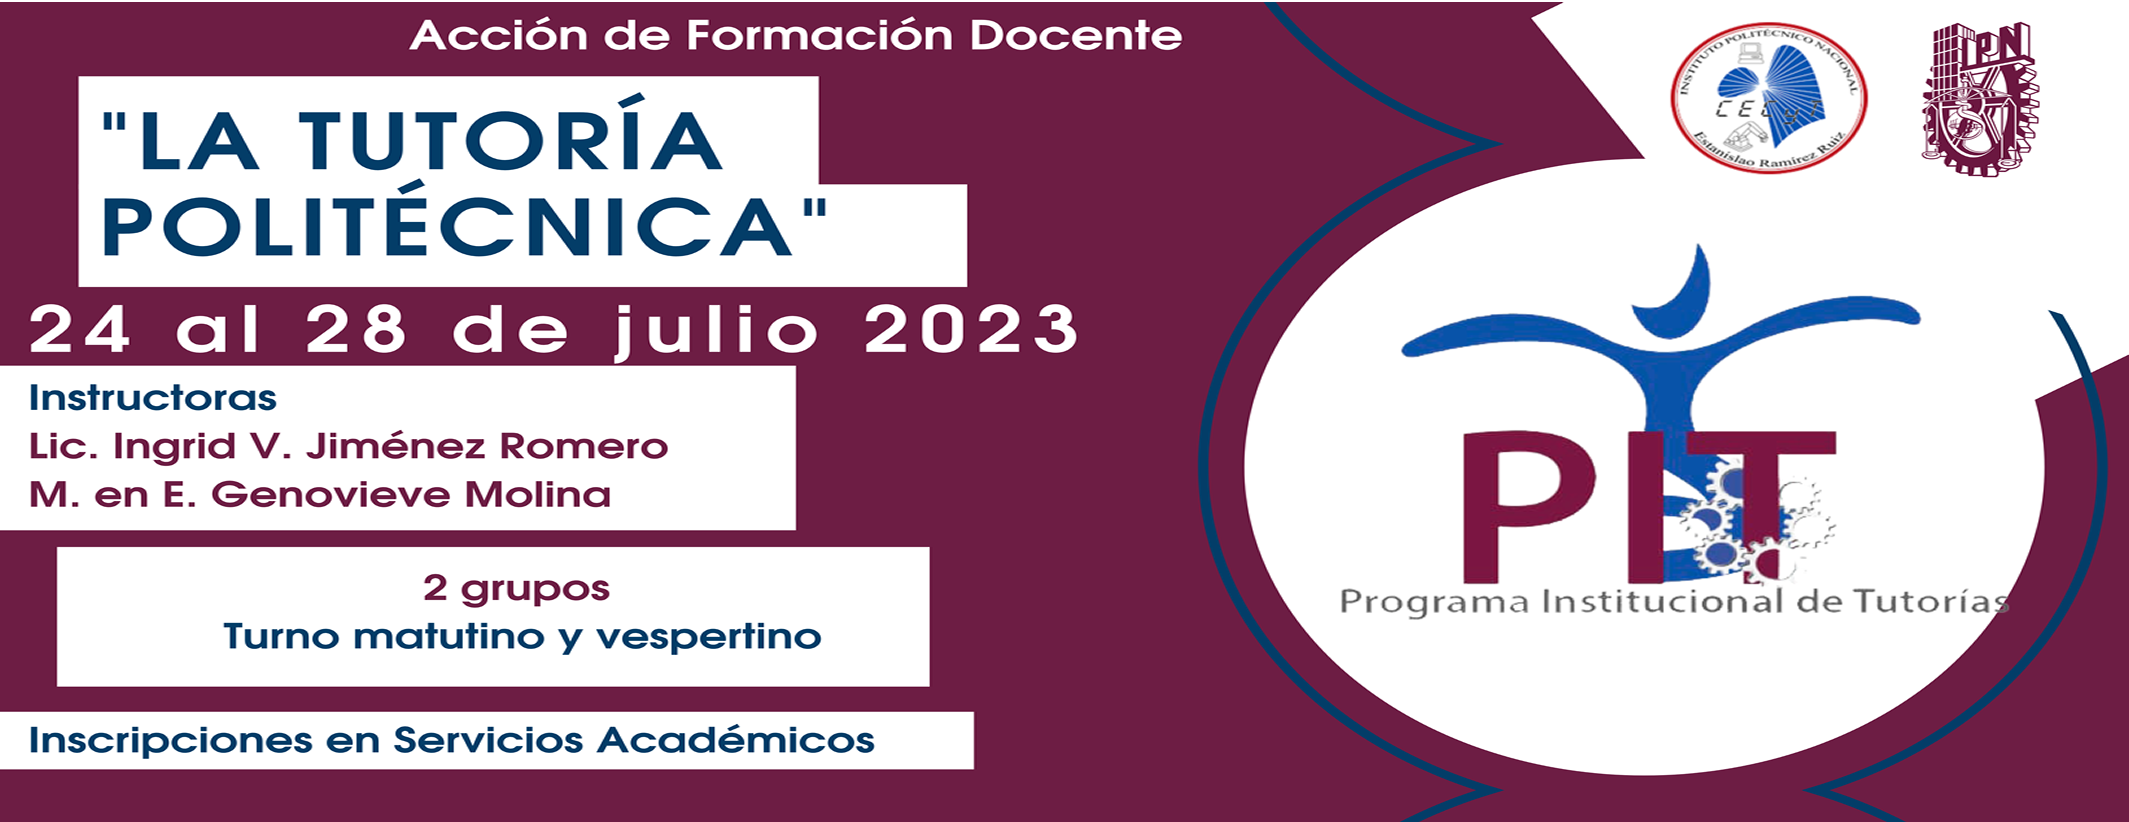 Acción de Formación Docente
"LA TUTORÍA
POLITÉCNICA"
24 al 28 de julio 2023
Instructoras
Lic. Ingrid V. Jiménez Romero
M. en E. Genovieve Molina
2 grupos
Turno matutino y vespertino
Inscripciones en Servicios Académicos
INSTITUTO POLITÉCNICO NACIONAL
CECyT
Estanislao Ramírez Ruiz
IPN
PIT
Programa Institucional de Tutorías